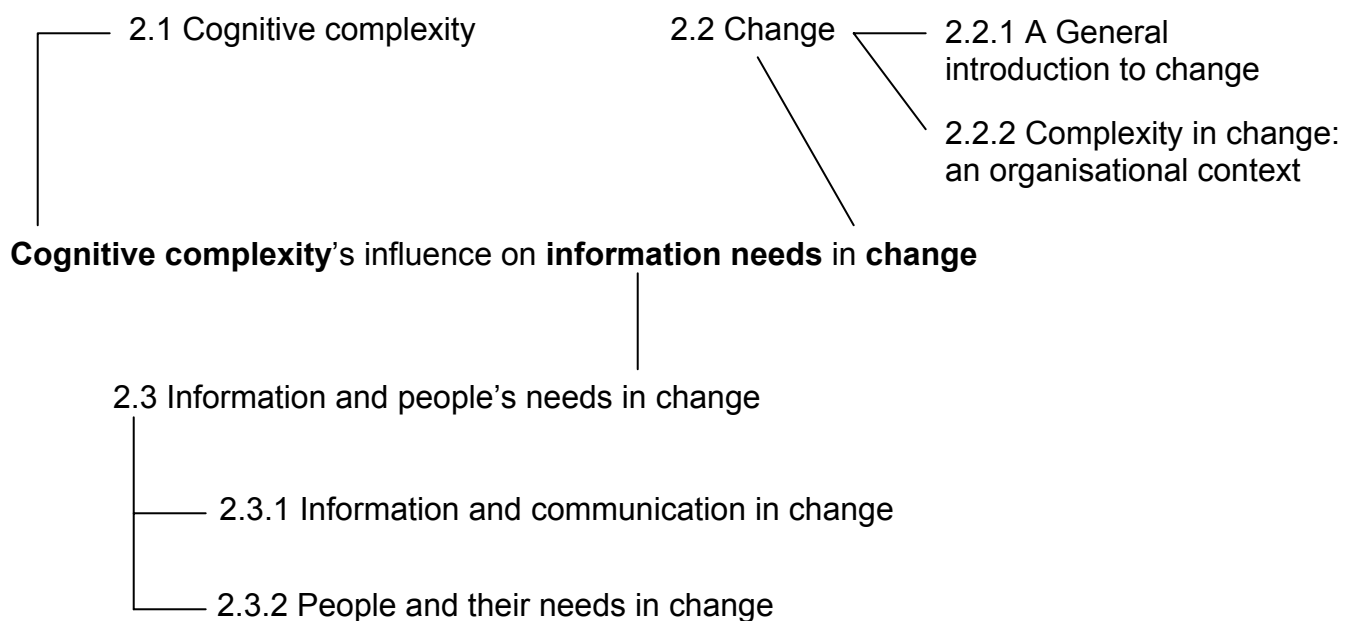 2.1 Cognitive complexity
2.2 Change
2.2.1 A General
introduction to change
2.2.2 Complexity in change:
an organisational context
Cognitive complexity’s influence on information needs in change
2.3 Information and people’s needs in change
2.3.1 Information and communication in change
2.3.2 People and their needs in change